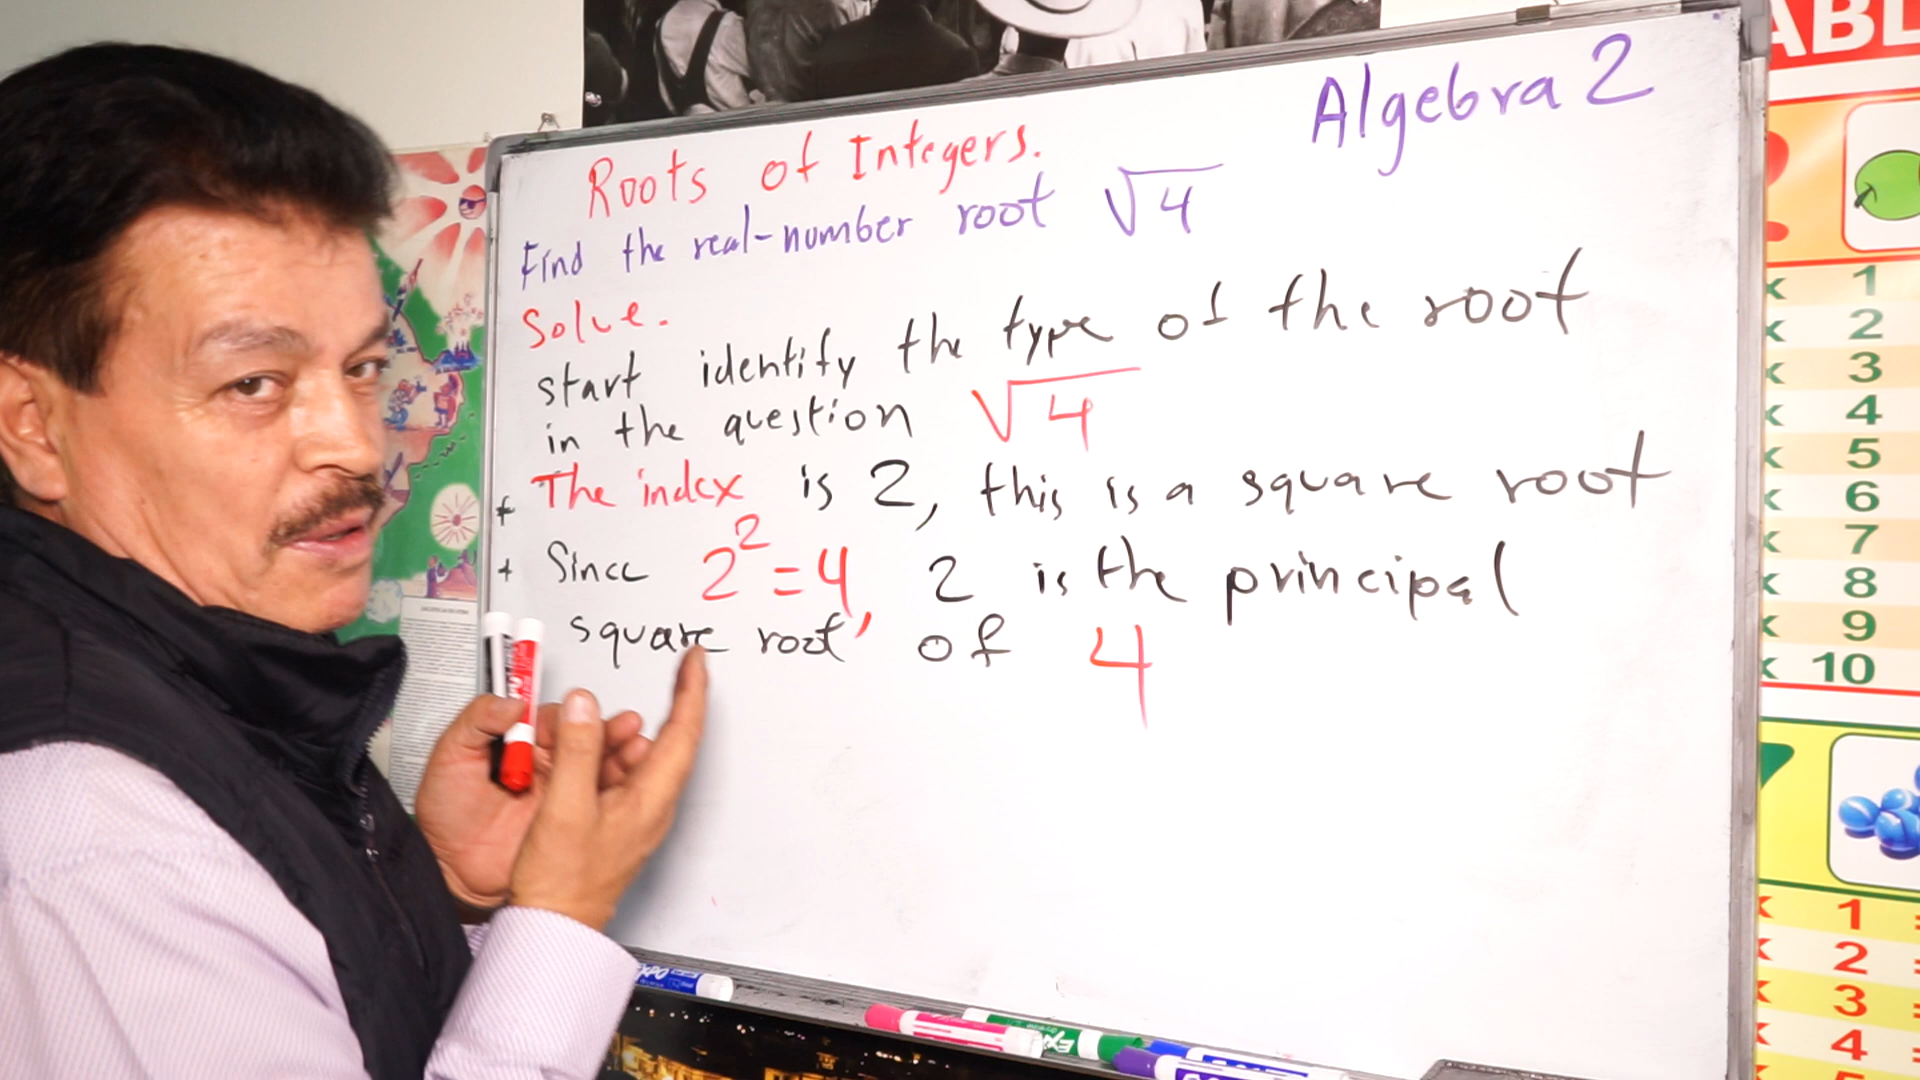 Algebra 2
Roots of Integers.
Find the real-number root √4
Solve.
start identify the type of the root
in the question √4
+ The index is 2, this is a square root
+ Since 2² = 4, 2 is the principal
square root of 4
ABL
x 1
x 2
x 3
x 4
x 5
x 6
x 7
x 8
x 9
x 10
x 1 =
x 2 =
x 3 =
x 4 =